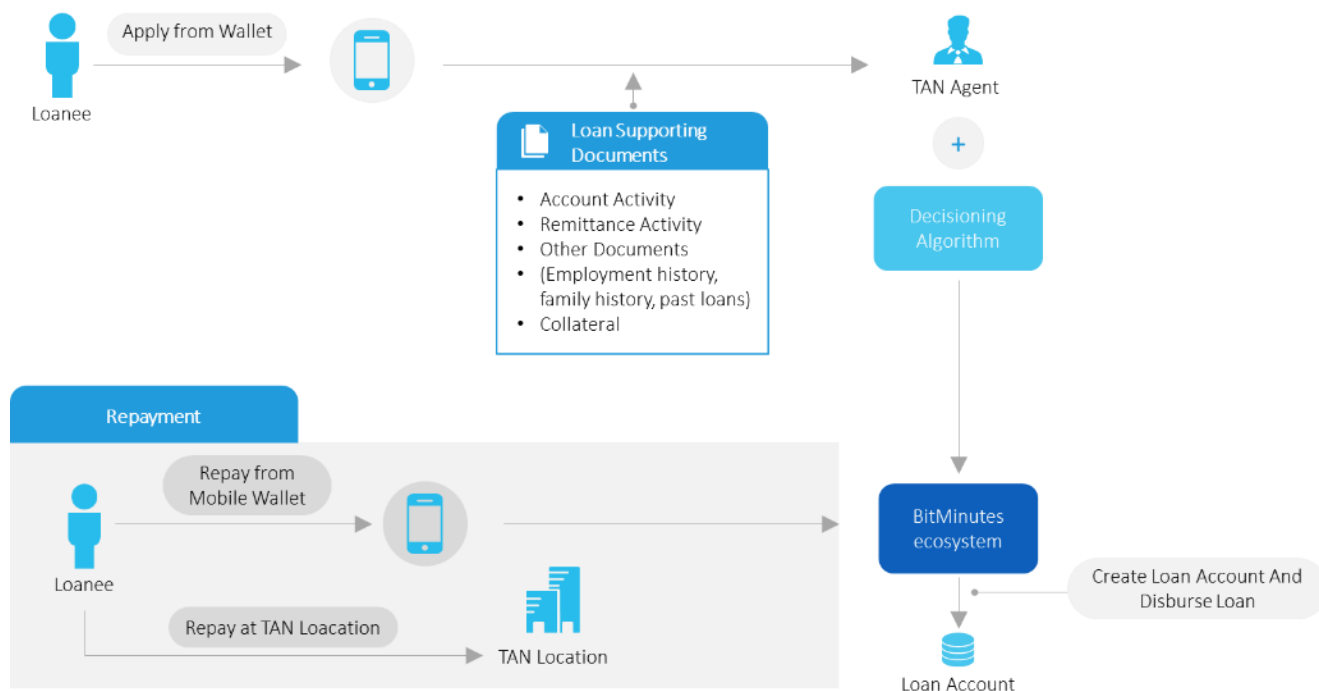 Apply from Wallet
Loanee
TAN Agent
+
Loan Supporting
Documents
• Account Activity
• Remittance Activity
• Other Documents
• (Employment history,
family history, past loans)
• Collateral
Decisioning
Algorithm
Repayment
Repay from
Mobile Wallet
Loanee
Repay at TAN Loacation
TAN Location
BitMinutes
ecosystem
Create Loan Account And
Disburse Loan
Loan Account